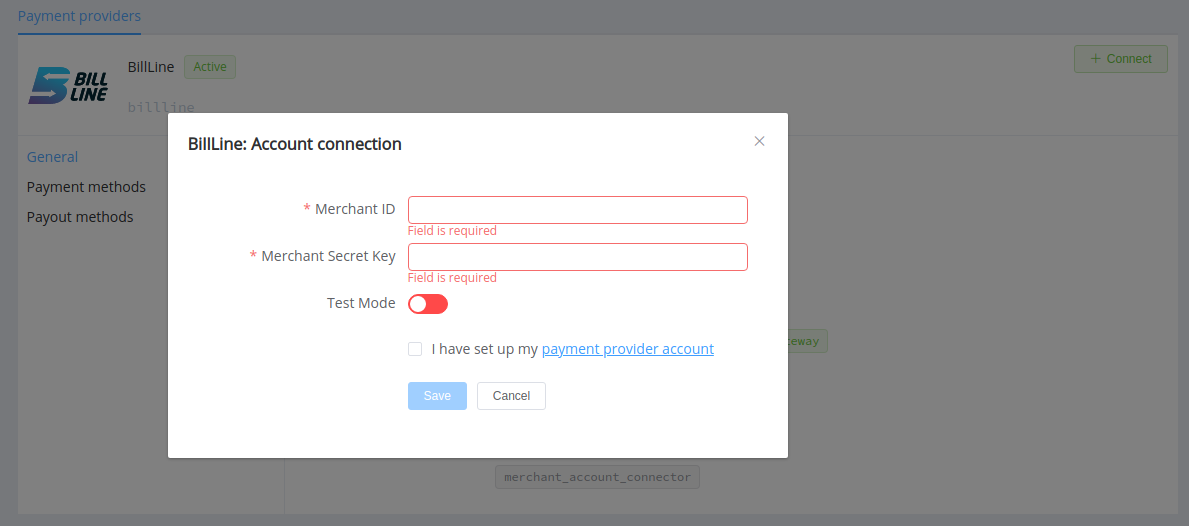 Payment providers
BILL
LINE
BillLine
Active
+ Connect
billline
General
Payment methods
Payout methods
BillLine: Account connection
* Merchant ID
Field is required
* Merchant Secret Key
Field is required
Test Mode
I have set up my payment provider account
Save
Cancel
merchant_account_connector